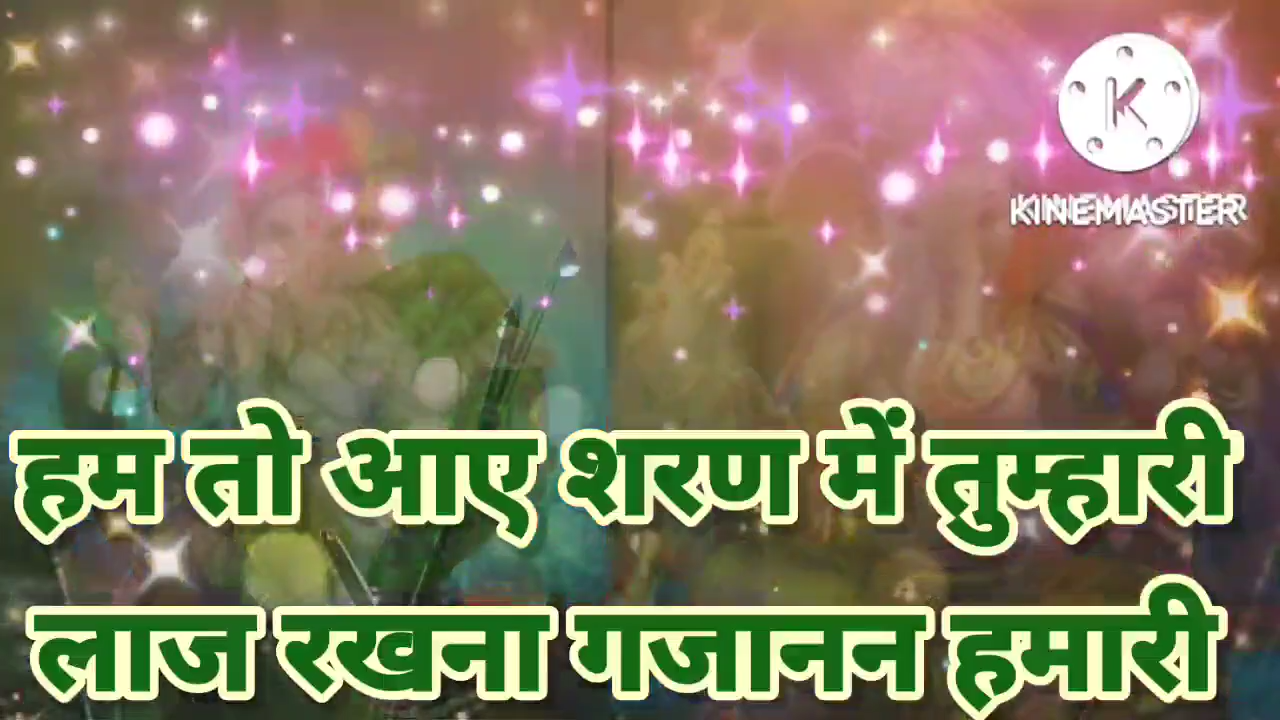 KINEMASTER
हम तो आए शरण में तुम्हारी
लाज रखना गजानन हमारी